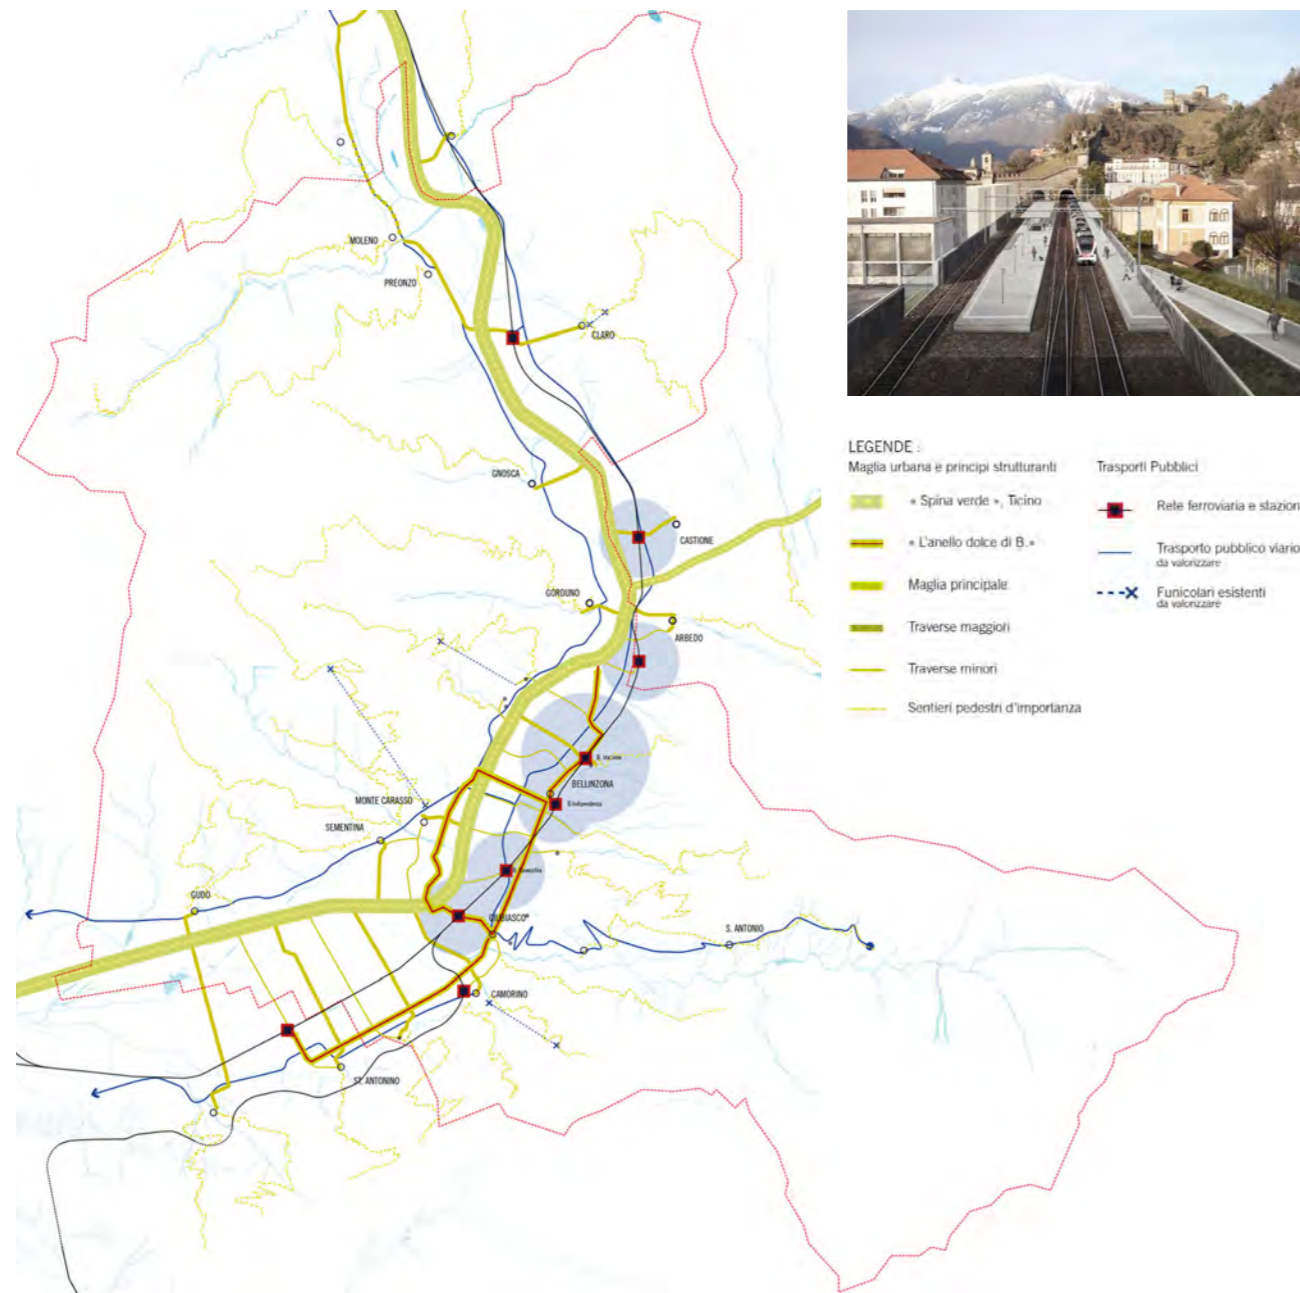 MOLENO
PREONZO
CLARO
GNOSCA
CASTIONE
GORDUNO
ARBEDO
BELLINZONA
MONTE CARASSO
SEMENTINA
GUDO
GIUBIASCO
S. ANTONIO
CAMORINO
ST. ANTONINO
LEGENDE :
Maglia urbana e principi strutturanti
« Spina verde », Ticino
« L'anello dolce di B.»
Maglia principale
Traverse maggiori
Traverse minori
Sentieri pedestri d'importanza
Trasporti Pubblici
Rete ferroviaria e stazion
Trasporto pubblico viario
da valorizzare
Funicolari esistenti
da valorizzare